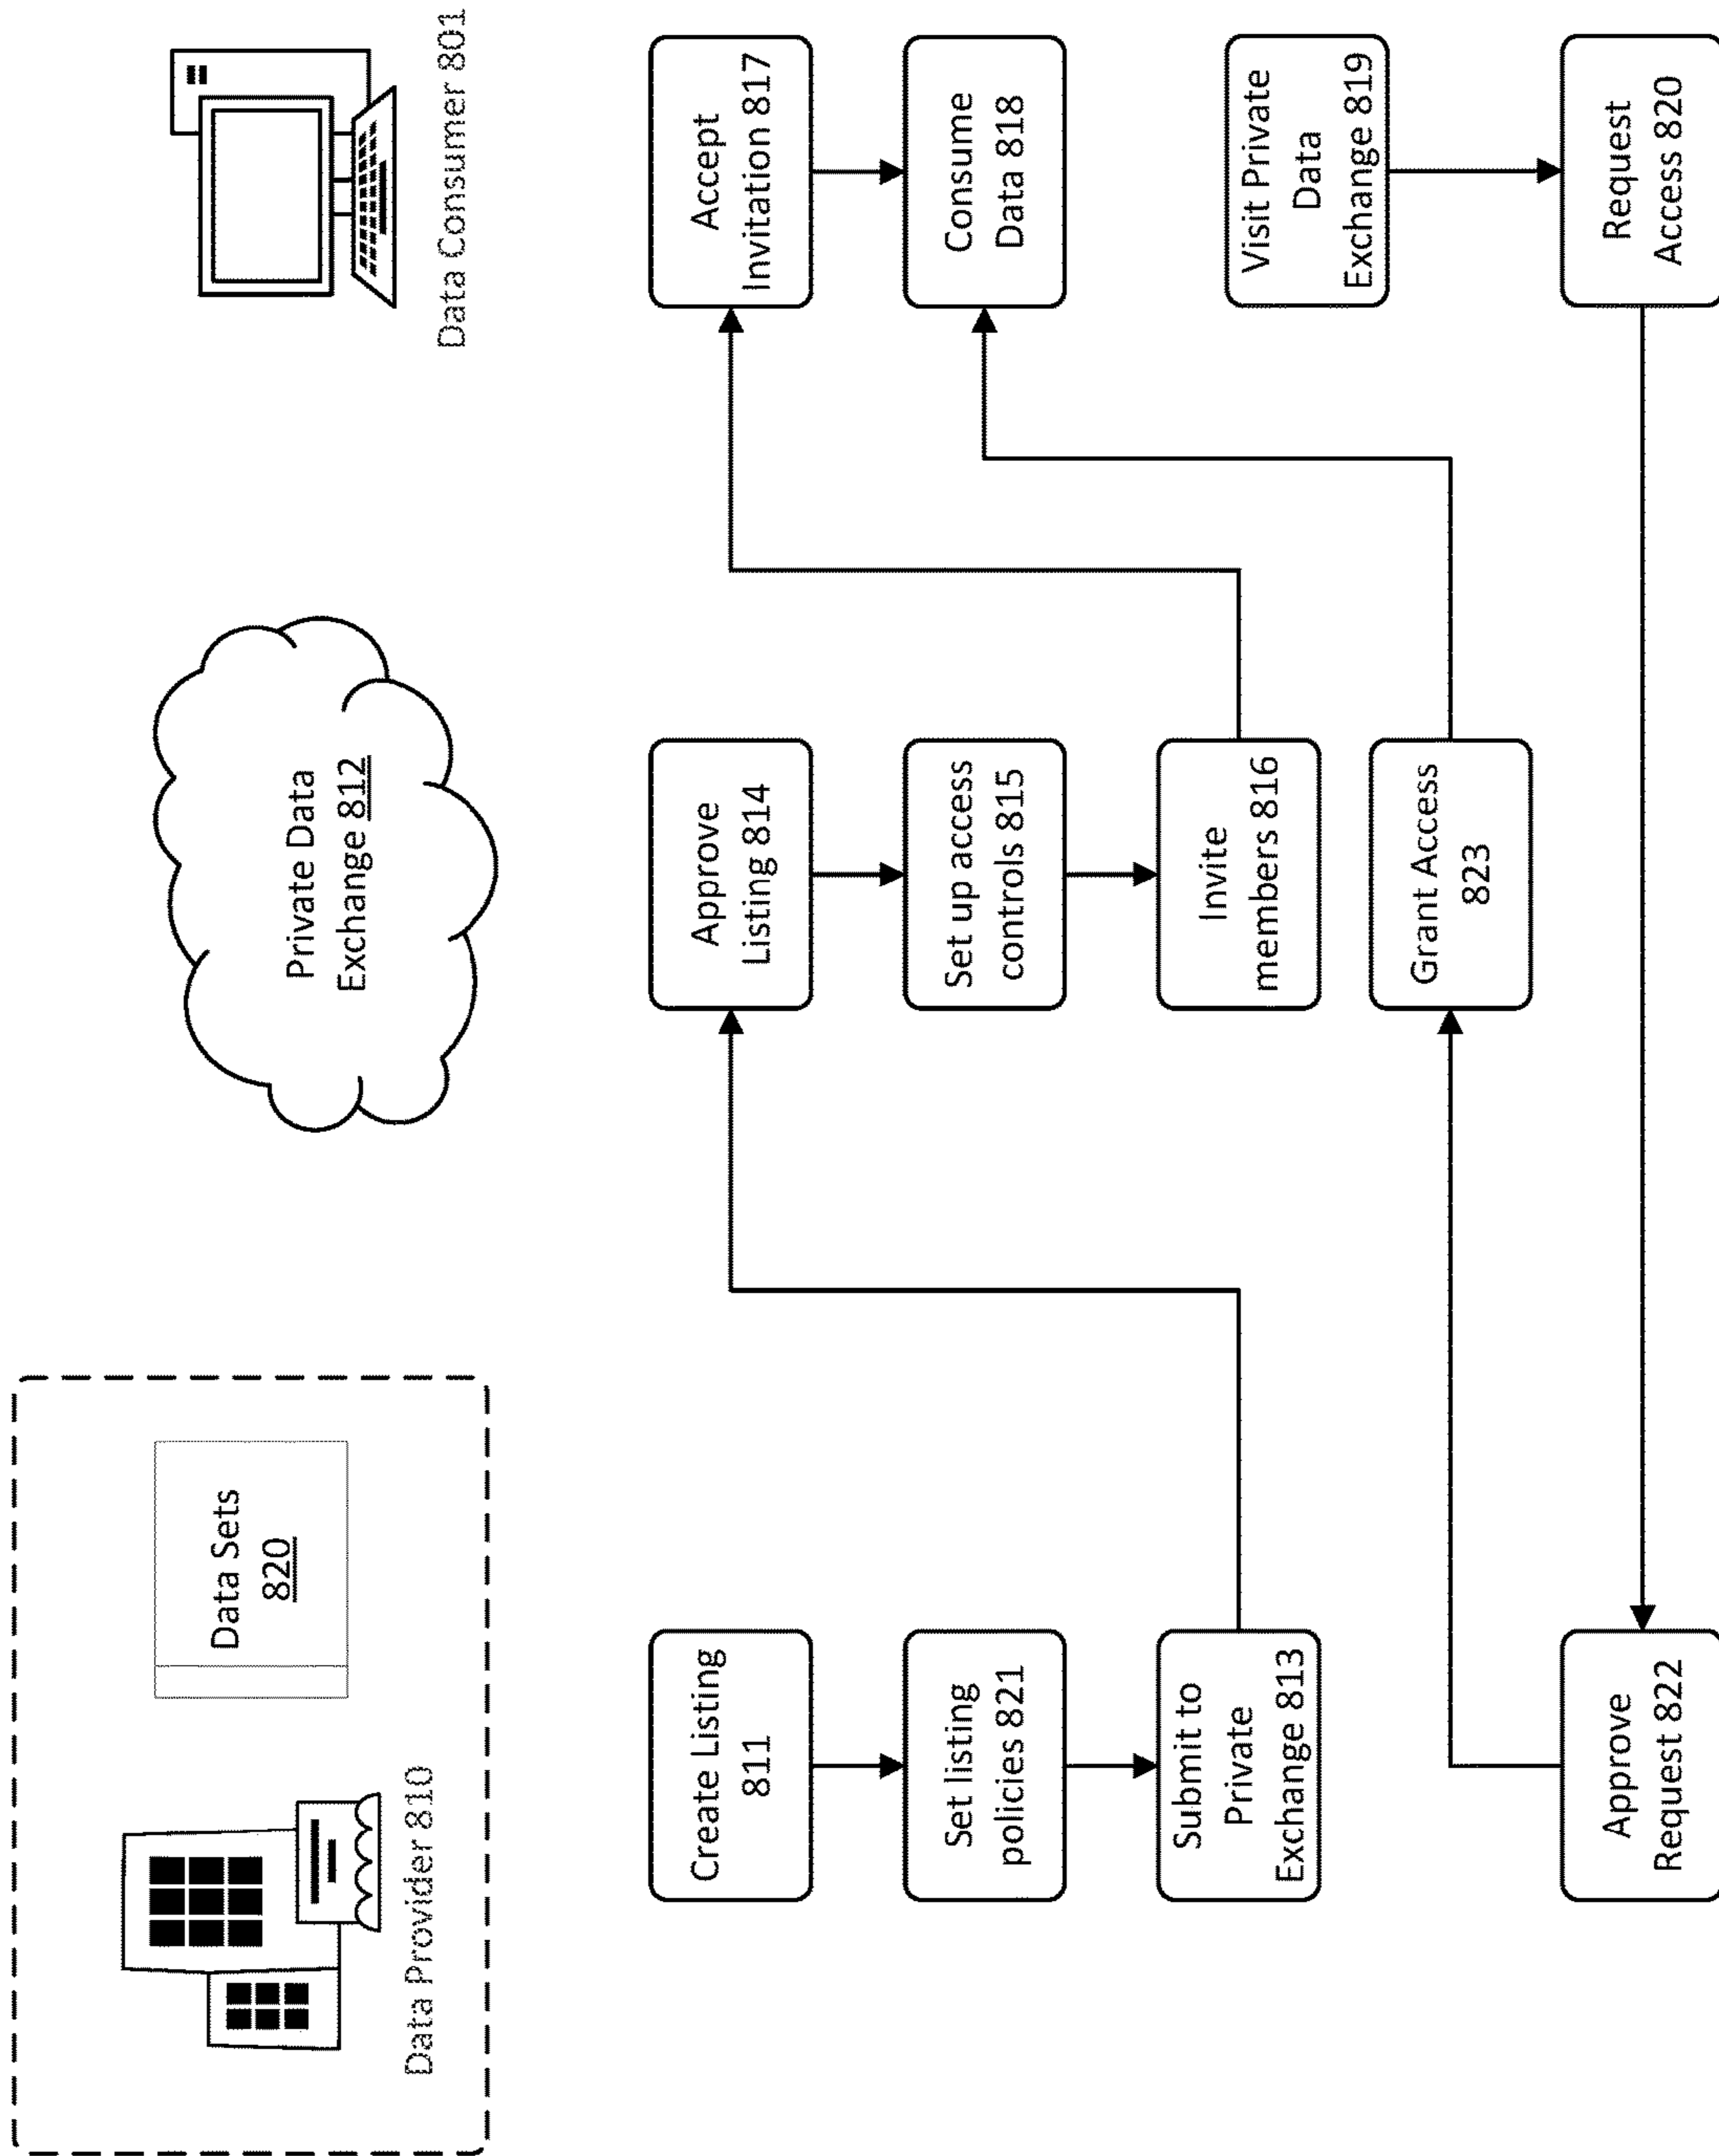 Data Provider 810
Data Sets
820
Private Data
Exchange 812
Data Consumer 801
Create Listing
811
Set listing
policies 821
Submit to
Private
Exchange 813
Approve
Request 822
Approve
Listing 814
Set up access
controls 815
Invite
members 816
Grant Access
823
Accept
Invitation 817
Consume
Data 818
Visit Private
Data
Exchange 819
Request
Access 820